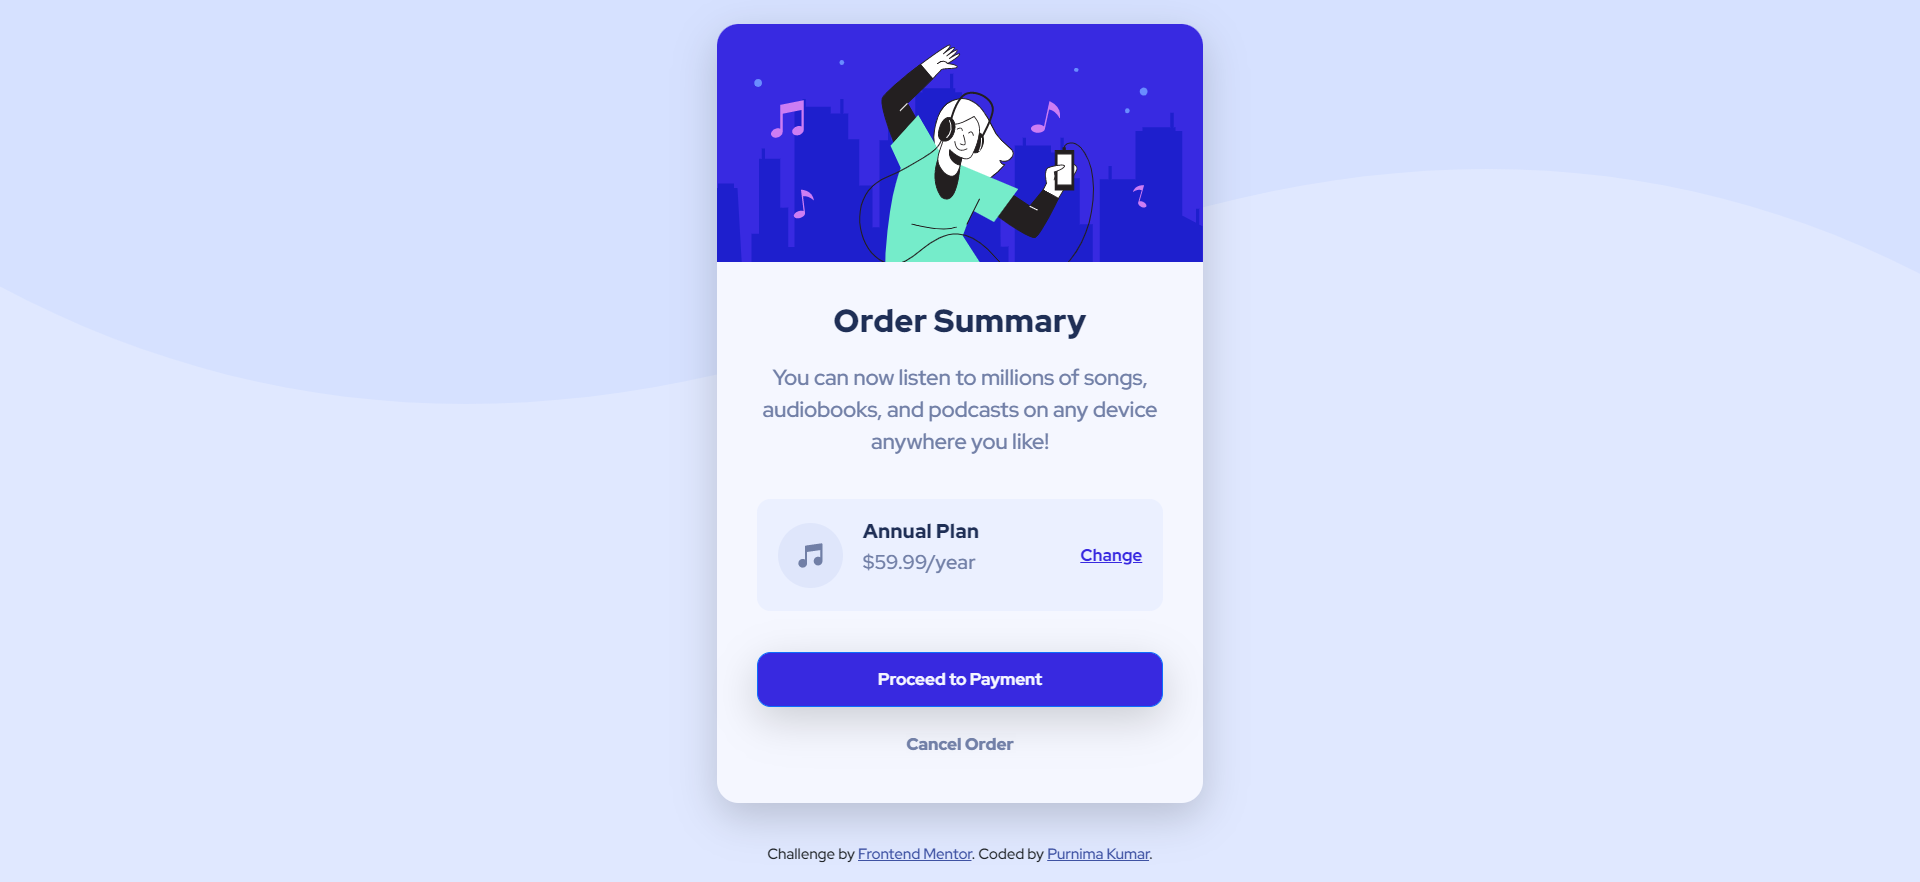 Order Summary
You can now listen to millions of songs,
audiobooks, and podcasts on any device
anywhere you like!
Annual Plan
$59.99/year
Change
Proceed to Payment
Cancel Order
Challenge by Frontend Mentor. Coded by Purnima Kumar.